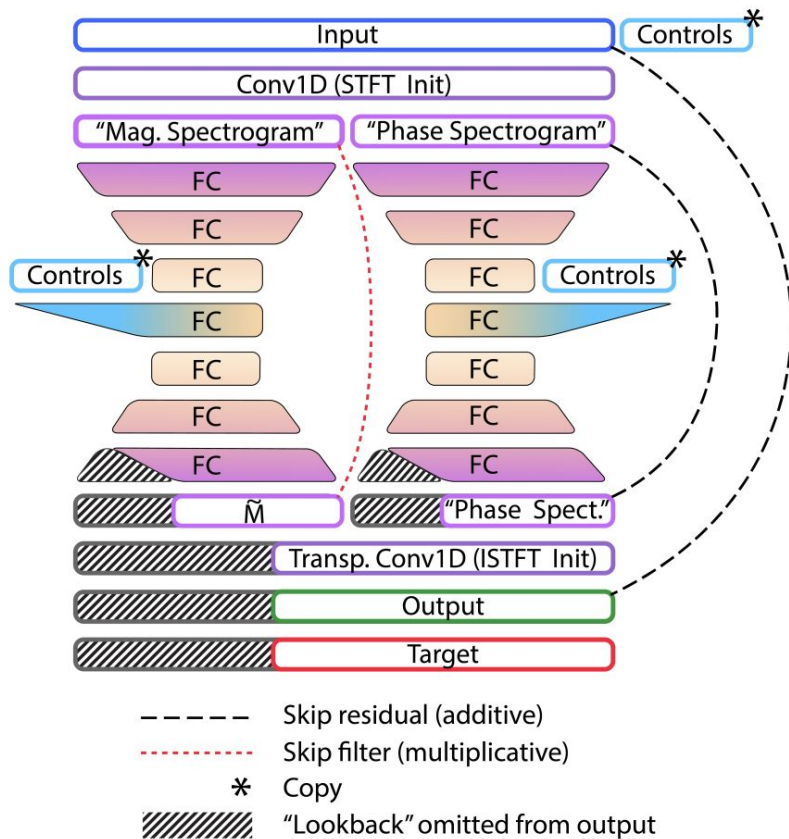 Input Controls *
Conv1D (STFT Init)
“Mag. Spectrogram” “Phase Spectrogram”
FC FC
FC FC
Controls * FC FC Controls *
FC FC
FC FC
FC FC
FC FC
M̃ “Phase Spect.”
Transp. Conv1D (ISTFT Init)
Output
Target
Skip residual (additive)
Skip filter (multiplicative)
* Copy
“Lookback” omitted from output